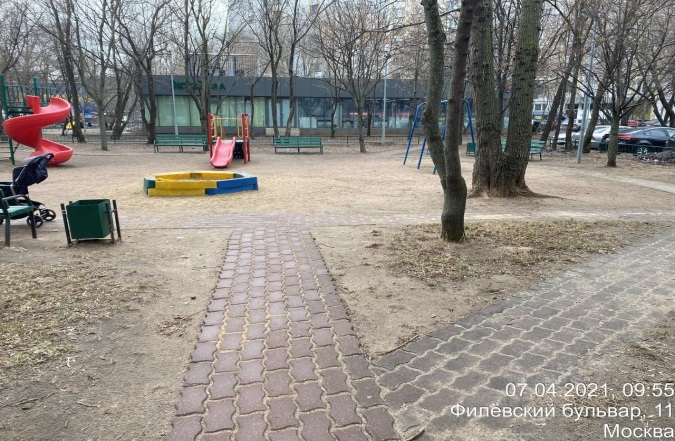 07.04.2021, 09:55
Филёвский бульвар, 11
Москва